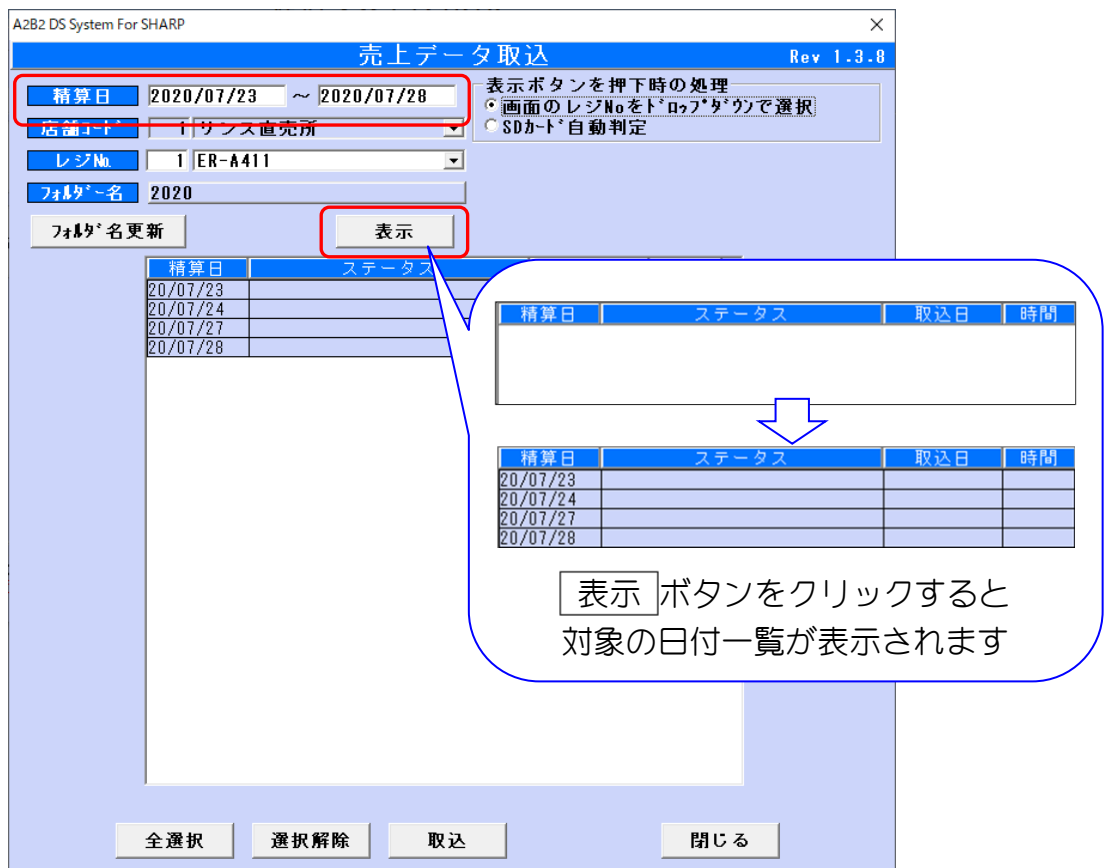 A2B2 DS System For SHARP
売上データ取込
Rev 1.3.8
精算日 2020/07/23 ～ 2020/07/28
店舗ｺｰﾄﾞ 1 サンス直売所
レジ№ 1 ER-A411
ﾌｫﾙﾀﾞｰ名 2020
表示ボタンを押下時の処理
画面のレジNoをﾄﾞﾛｯﾌﾟﾀﾞｳﾝで選択
SDｶｰﾄﾞ自動判定
ﾌｫﾙﾀﾞ名更新 表示
精算日 ステータス
20/07/23
20/07/24
20/07/27
20/07/28
精算日 ステータス 取込日 時間
精算日 ステータス 取込日 時間
20/07/23
20/07/24
20/07/27
20/07/28
表示 ボタンをクリックすると
対象の日付一覧が表示されます
全選択 選択解除 取込 閉じる